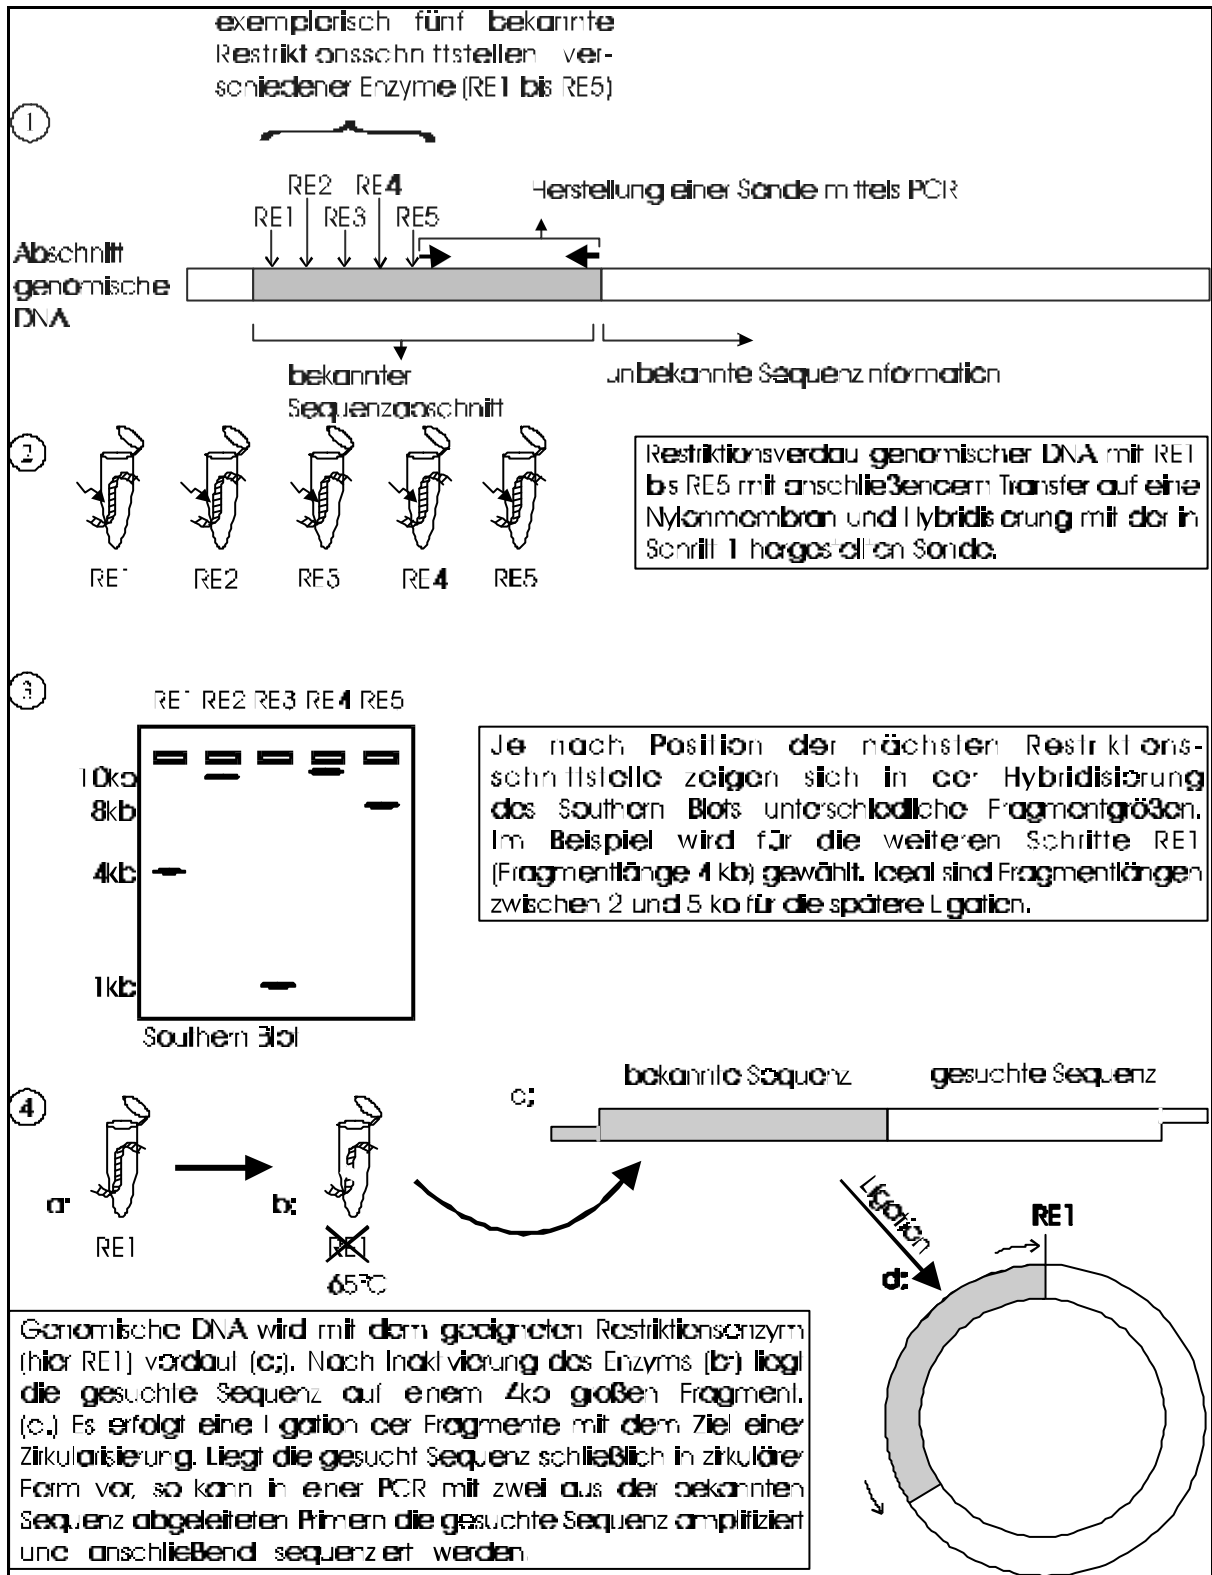 exemplarisch fünf bekannte
Restriktionsschnittstellen ver-
schiedener Enzyme (RE1 bis RE5)
1
RE2 RE4
Herstellung einer Sonde mittels PCR
RE1 RE3 RE5
Abschnitt
genomische
DNA
bekannter
Sequenzabschnitt
unbekannte Sequenzinformation
2
RE1 RE2 RE3 RE4 RE5
Restriktionsverdau genomischer DNA mit RE1
bis RE5 mit anschließendem Transfer auf eine
Nylonmembran und Hybridisierung mit der in
Schritt 1 hergestellten Sonde.
3
RE1 RE2 RE3 RE4 RE5
10kb
8kb
4kb
1kb
Southern Blot
Je nach Position der nächsten Restriktions-
schnittstelle zeigen sich in der Hybridisierung
des Southern Blots unterschiedliche Fragmentgrößen.
Im Beispiel wird für die weiteren Schritte RE1
(Fragmentlänge 4 kb) gewählt. Ideal sind Fragmentlängen
zwischen 2 und 5 kb für die spätere Ligation.
4
a:
RE1
b:
RE1
65°C
c:
bekannte Sequenz
gesuchte Sequenz
Ligation
d:
RE1
Genomische DNA wird mit dem geeigneten Restriktionsenzym
(hier RE1) verdaut (a:). Nach Inaktivierung des Enzyms (b:) liegt
die gesuchte Sequenz auf einem 4kb großen Fragment.
(c:) Es erfolgt eine Ligation der Fragmente mit dem Ziel einer
Zirkularisierung. Liegt die gesucht Sequenz schließlich in zirkulärer
Form vor, so kann in einer PCR mit zwei aus der bekannten
Sequenz abgeleiteten Primern die gesuchte Sequenz amplifiziert
und anschließend sequenziert werden.